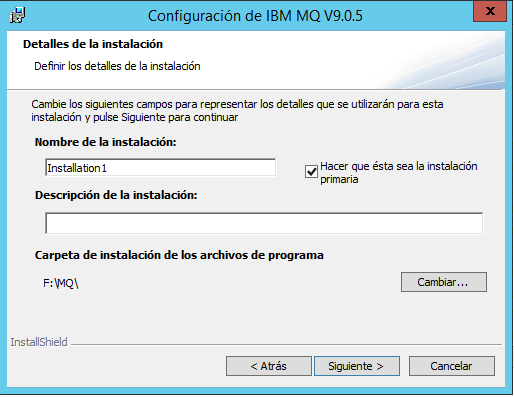 Configuración de IBM MQ V9.0.5
X
Detalles de la instalación
Definir los detalles de la instalación
Cambie los siguientes campos para representar los detalles que se utilizarán para esta
instalación y pulse Siguiente para continuar
Nombre de la instalación:
Installation1
Hacer que ésta sea la instalación
primaria
Descripción de la instalación:
Carpeta de instalación de los archivos de programa
F:\MQ\
Cambiar...
InstallShield
< Atrás
Siguiente >
Cancelar